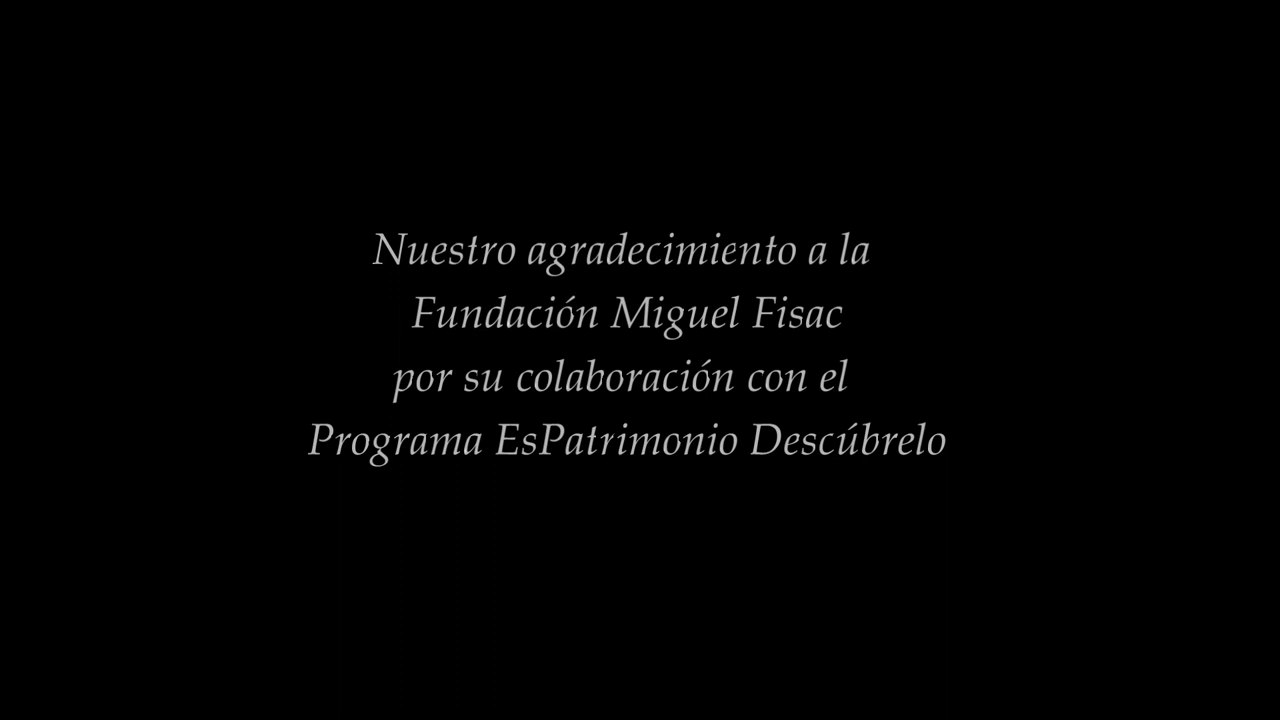 Nuestro agradecimiento a la
Fundación Miguel Fisac
por su colaboración con el
Programa EsPatrimonio Descúbrelo